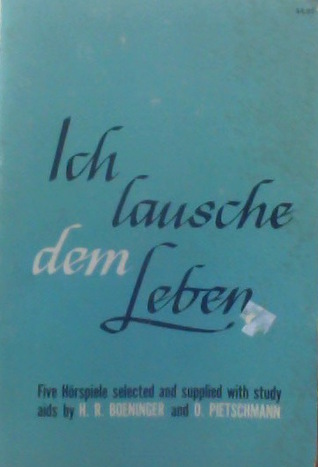 Ich
lausche
dem
Leben
Five Hörspiele selected and supplied with study
aids by H. R. BOENINGER and D. PIETSCHMANN